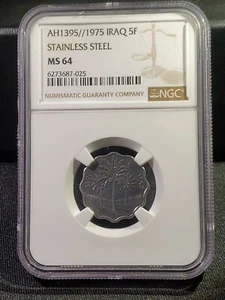 AH1395//1975 IRAQ 5F
STAINLESS STEEL
MS 64
6273687-025
NUMISMATIC GUARANTY COMPANY
NGC